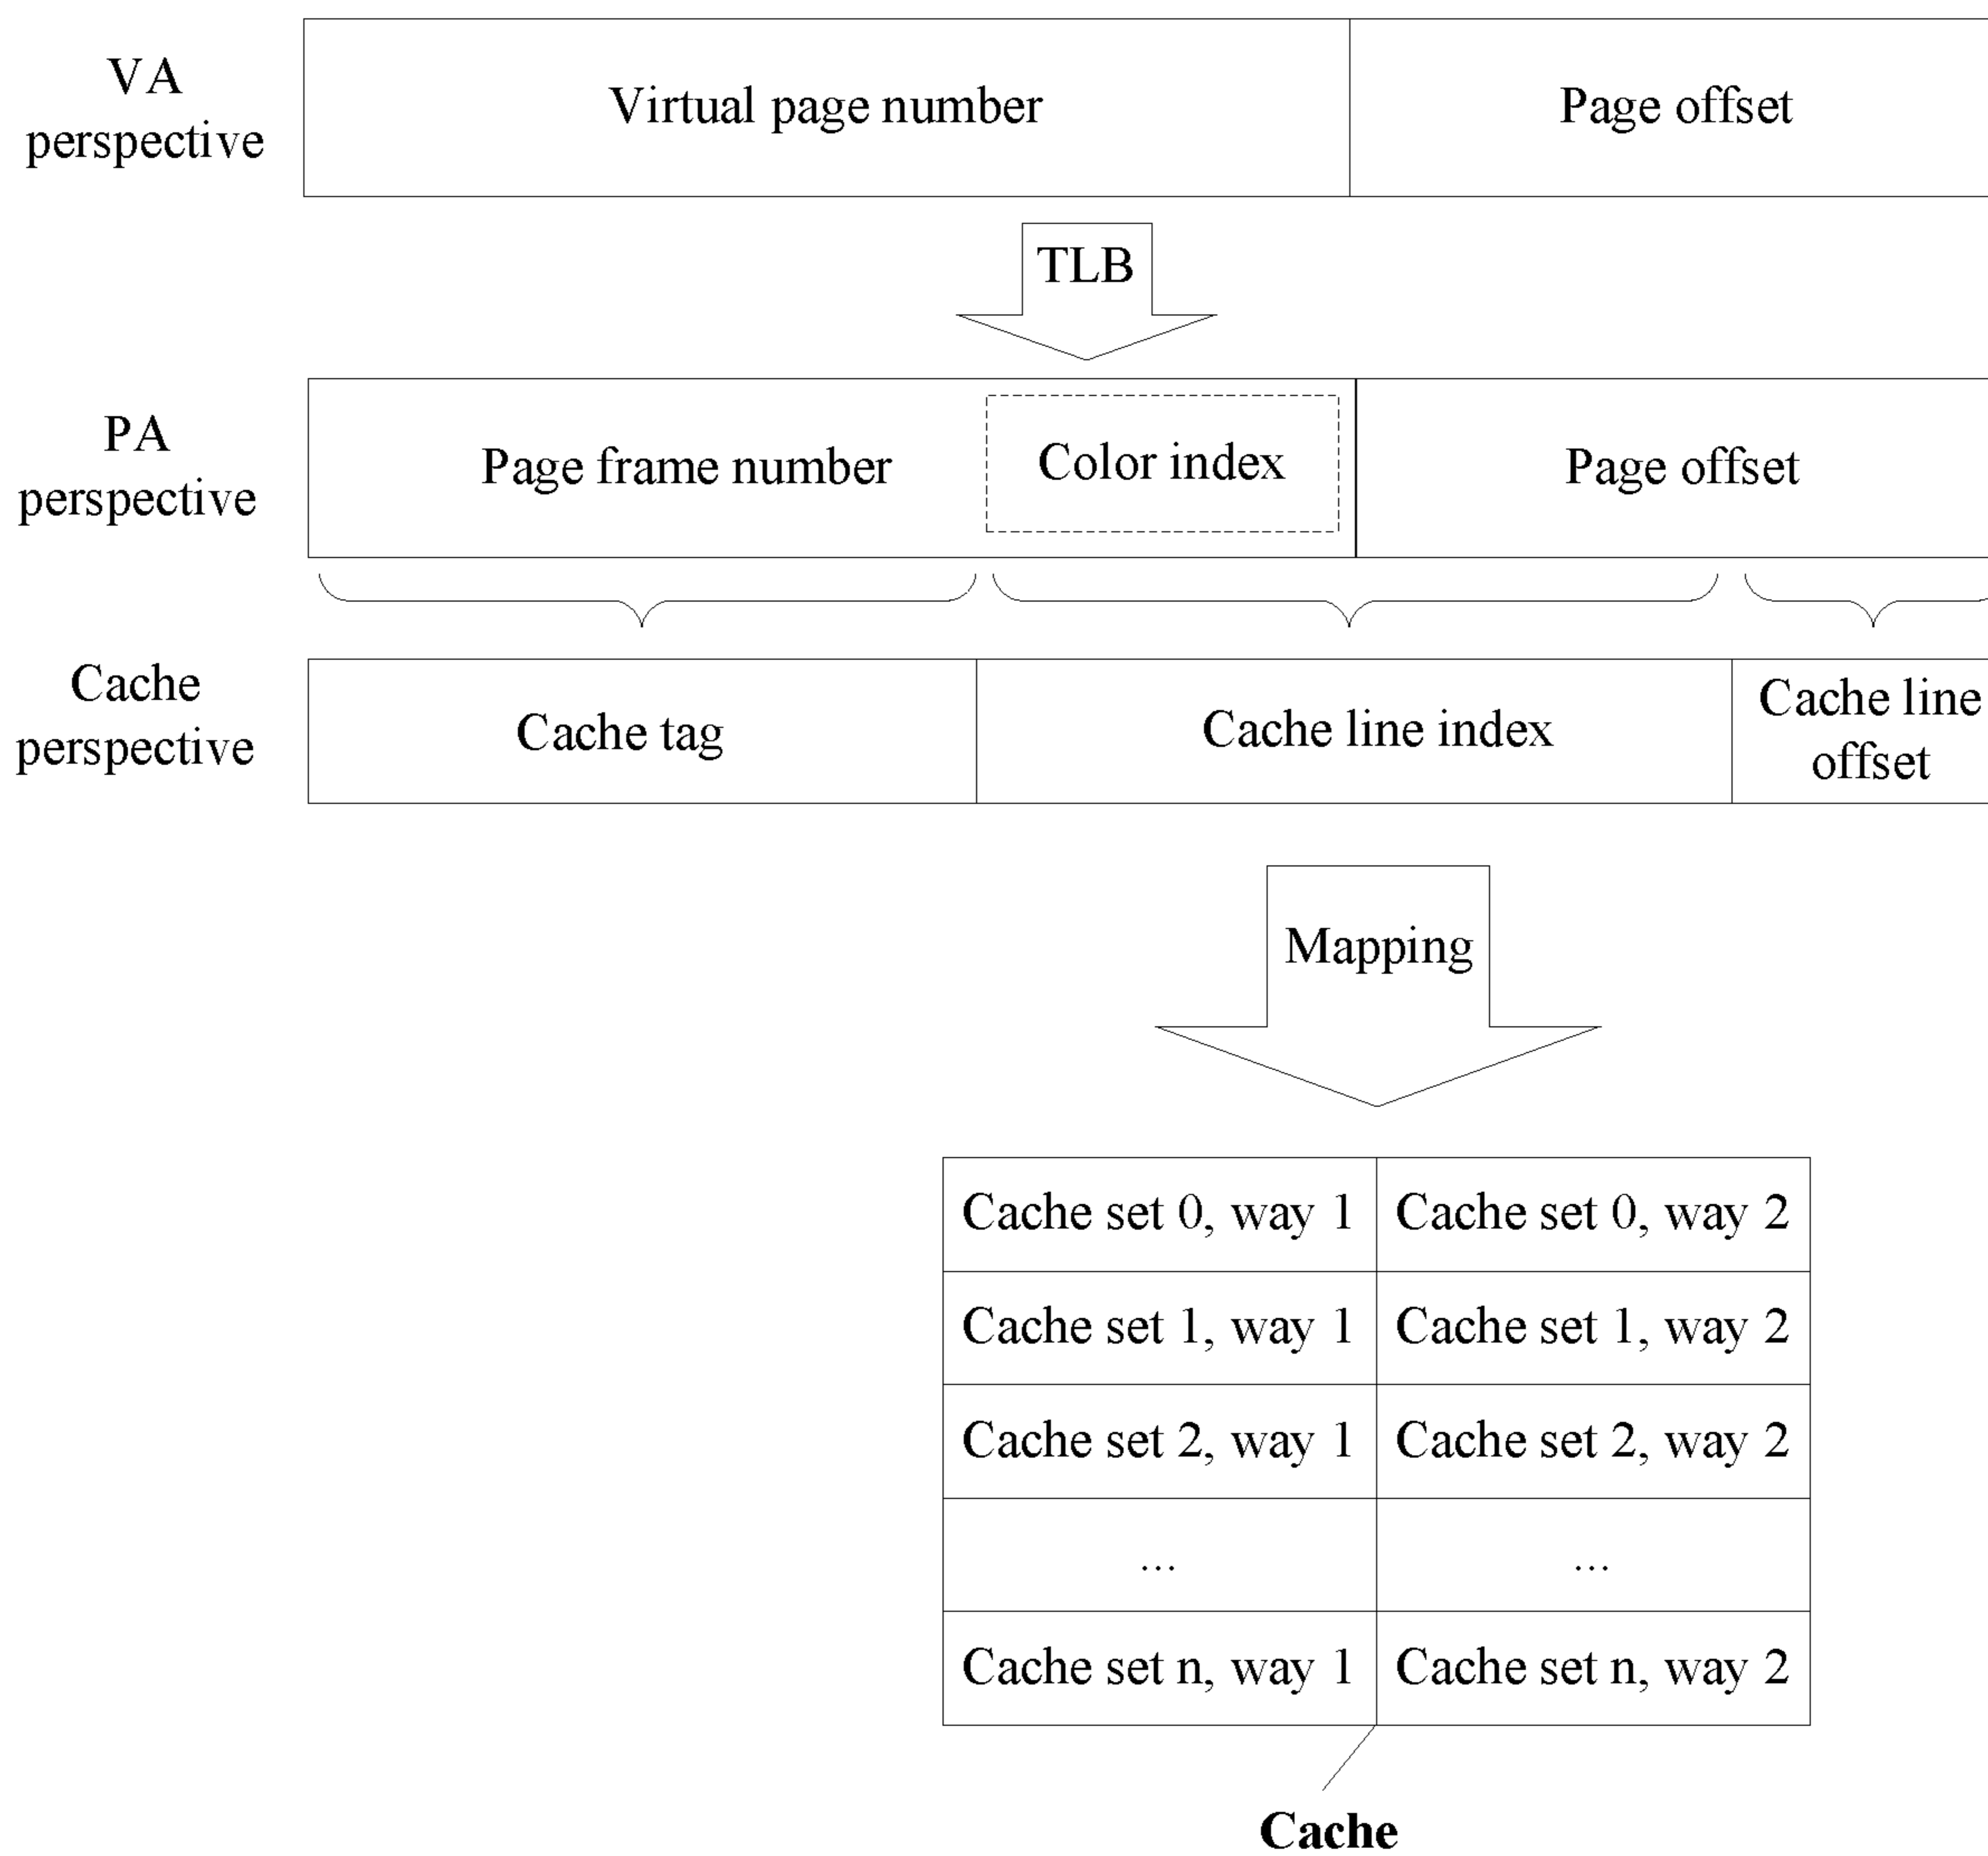 VA
perspective
Virtual page number
Page offset
TLB
PA
perspective
Page frame number
Color index
Page offset
Cache
perspective
Cache tag
Cache line index
Cache line
offset
Mapping
Cache set 0, way 1
Cache set 0, way 2
Cache set 1, way 1
Cache set 1, way 2
Cache set 2, way 1
Cache set 2, way 2
...
...
Cache set n, way 1
Cache set n, way 2
Cache